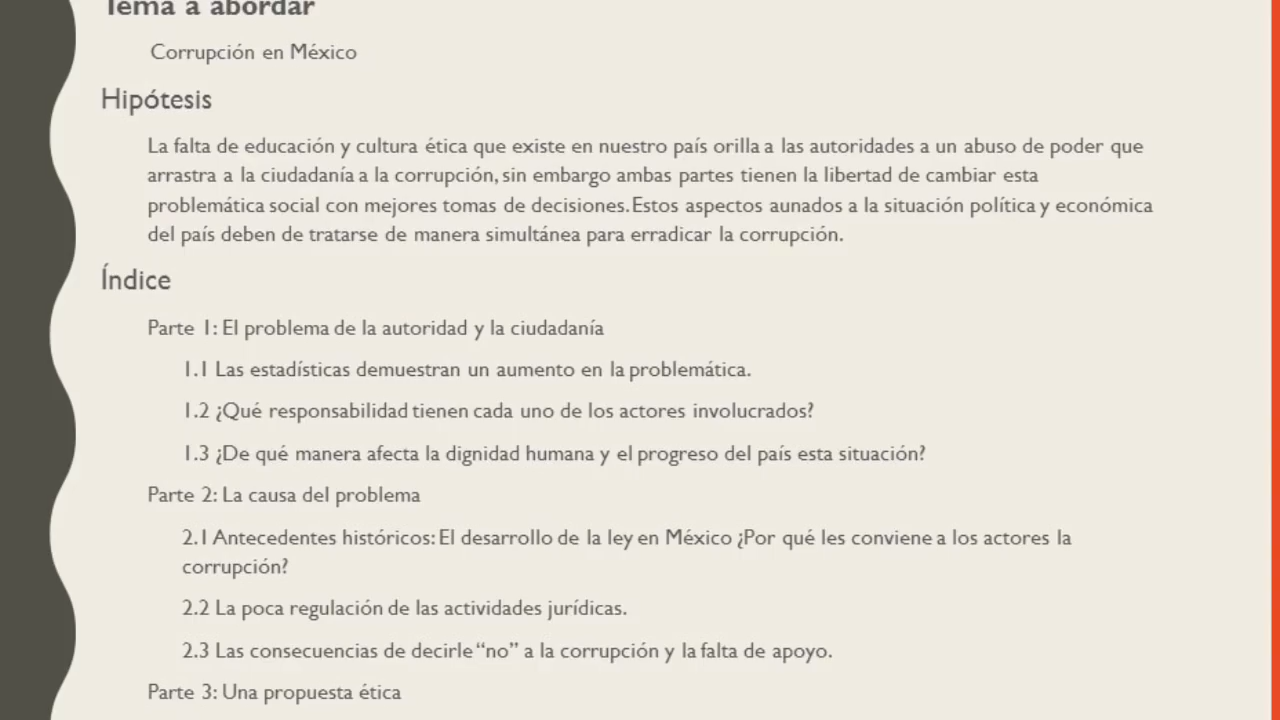 Tema a abordar
Corrupción en México
Hipótesis
La falta de educación y cultura ética que existe en nuestro país orilla a las autoridades a un abuso de poder que
arrastra a la ciudadanía a la corrupción, sin embargo ambas partes tienen la libertad de cambiar esta
problemática social con mejores tomas de decisiones. Estos aspectos aunados a la situación política y económica
del país deben de tratarse de manera simultánea para erradicar la corrupción.
Índice
Parte 1: El problema de la autoridad y la ciudadanía
1.1 Las estadísticas demuestran un aumento en la problemática.
1.2 ¿Qué responsabilidad tienen cada uno de los actores involucrados?
1.3 ¿De qué manera afecta la dignidad humana y el progreso del país esta situación?
Parte 2: La causa del problema
2.1 Antecedentes históricos: El desarrollo de la ley en México ¿Por qué les conviene a los actores la
corrupción?
2.2 La poca regulación de las actividades jurídicas.
2.3 Las consecuencias de decirle “no” a la corrupción y la falta de apoyo.
Parte 3: Una propuesta ética